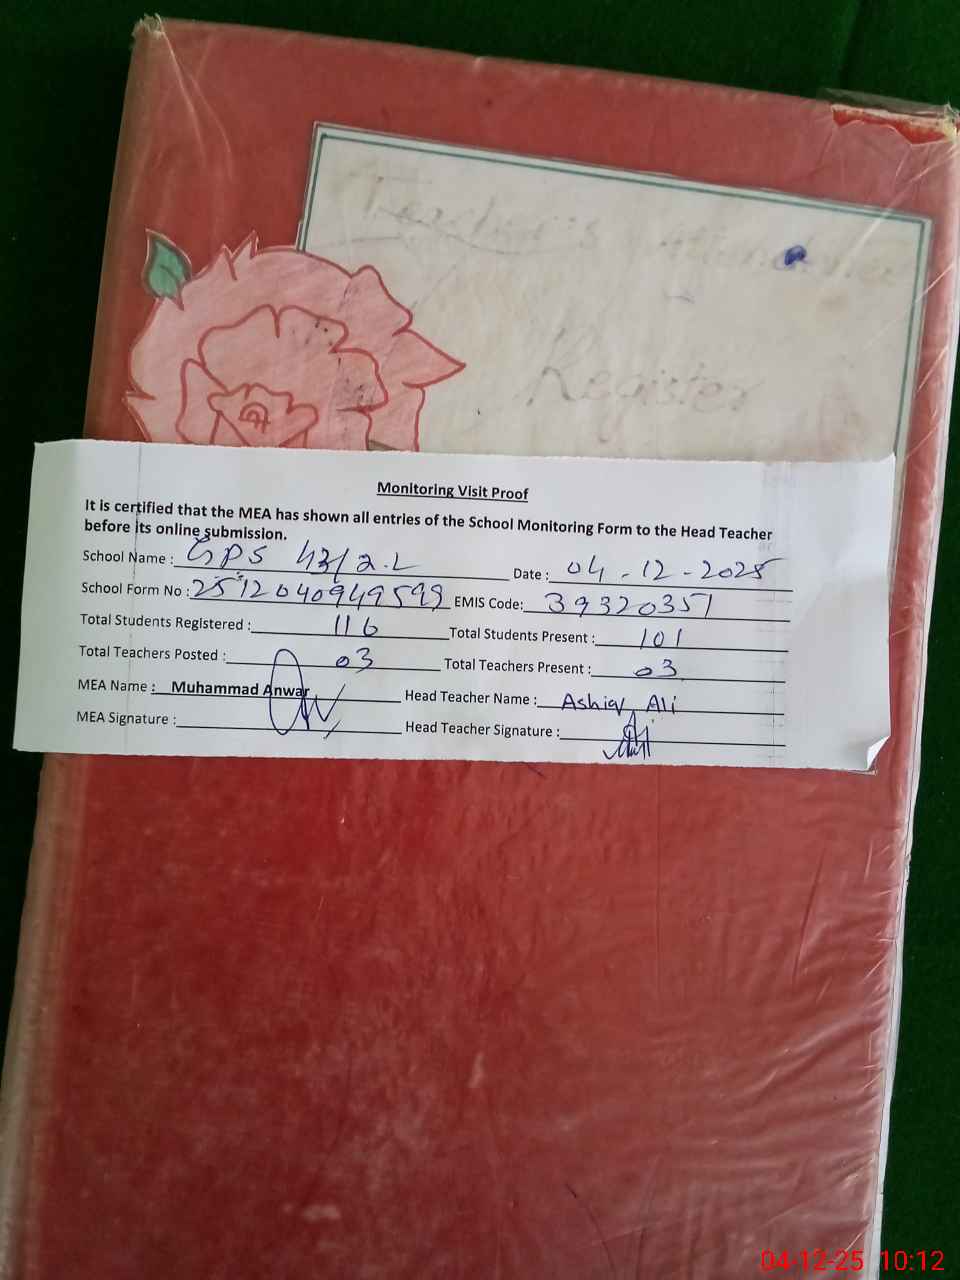 Teacher's Attendance
Register
Monitoring Visit Proof
It is certified that the MEA has shown all entries of the School Monitoring Form to the Head Teacher
before its online submission.
School Name : GPS 43/2.L Date : 04-12-2025
School Form No : 251204094959 EMIS Code: 39320351
Total Students Registered : 116 Total Students Present : 101
Total Teachers Posted : 03 Total Teachers Present : 03
MEA Name : Muhammad Anwar Head Teacher Name : Ashiq Ali
MEA Signature : Head Teacher Signature :
04-12-25 10:12